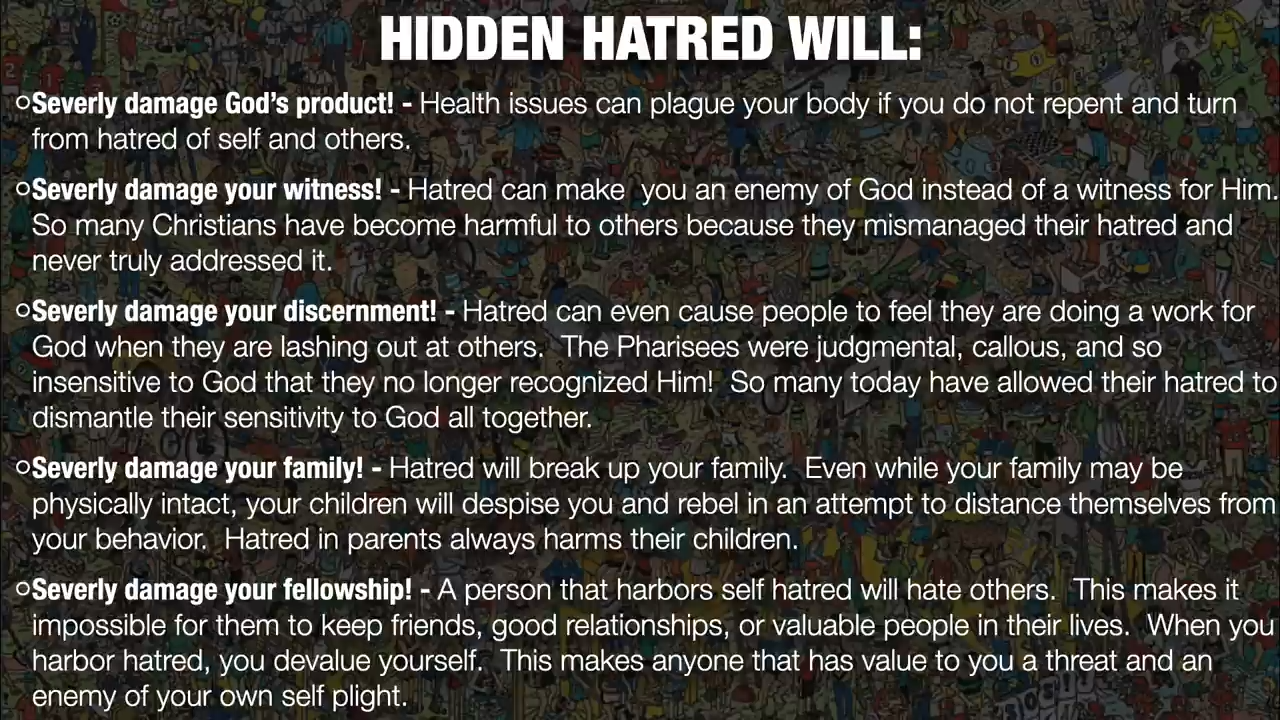 HIDDEN HATRED WILL:
○Severly damage God's product! - Health issues can plague your body if you do not repent and turn
from hatred of self and others.
○Severly damage your witness! - Hatred can make  you an enemy of God instead of a witness for Him.
So many Christians have become harmful to others because they mismanaged their hatred and
never truly addressed it.
○Severly damage your discernment! - Hatred can even cause people to feel they are doing a work for
God when they are lashing out at others.  The Pharisees were judgmental, callous, and so
insensitive to God that they no longer recognized Him!  So many today have allowed their hatred to
dismantle their sensitivity to God all together.
○Severly damage your family! - Hatred will break up your family.  Even while your family may be
physically intact, your children will despise you and rebel in an attempt to distance themselves from
your behavior.  Hatred in parents always harms their children.
○Severly damage your fellowship! - A person that harbors self hatred will hate others.  This makes it
impossible for them to keep friends, good relationships, or valuable people in their lives.  When you
harbor hatred, you devalue yourself.  This makes anyone that has value to you a threat and an
enemy of your own self plight.